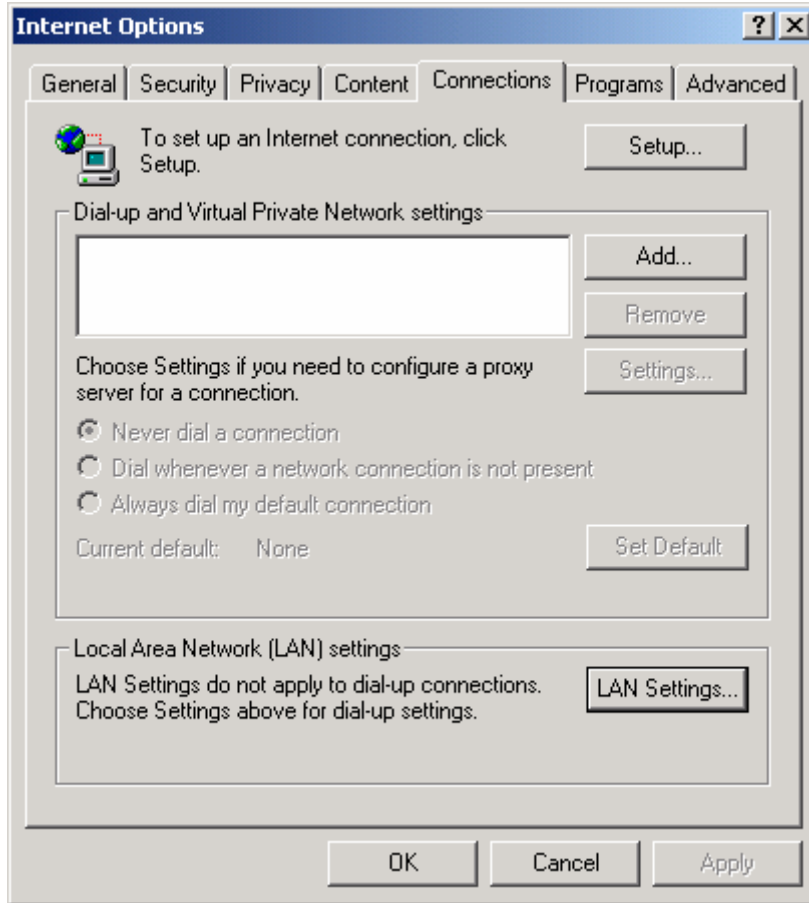 Internet Options
General Security Privacy Content Connections Programs Advanced
To set up an Internet connection, click
Setup.
Setup...
Dial-up and Virtual Private Network settings
Add...
Remove
Choose Settings if you need to configure a proxy
server for a connection.
Settings...
Never dial a connection
Dial whenever a network connection is not present
Always dial my default connection
Current default: None
Set Default
Local Area Network (LAN) settings
LAN Settings do not apply to dial-up connections.
Choose Settings above for dial-up settings.
LAN Settings...
OK Cancel Apply